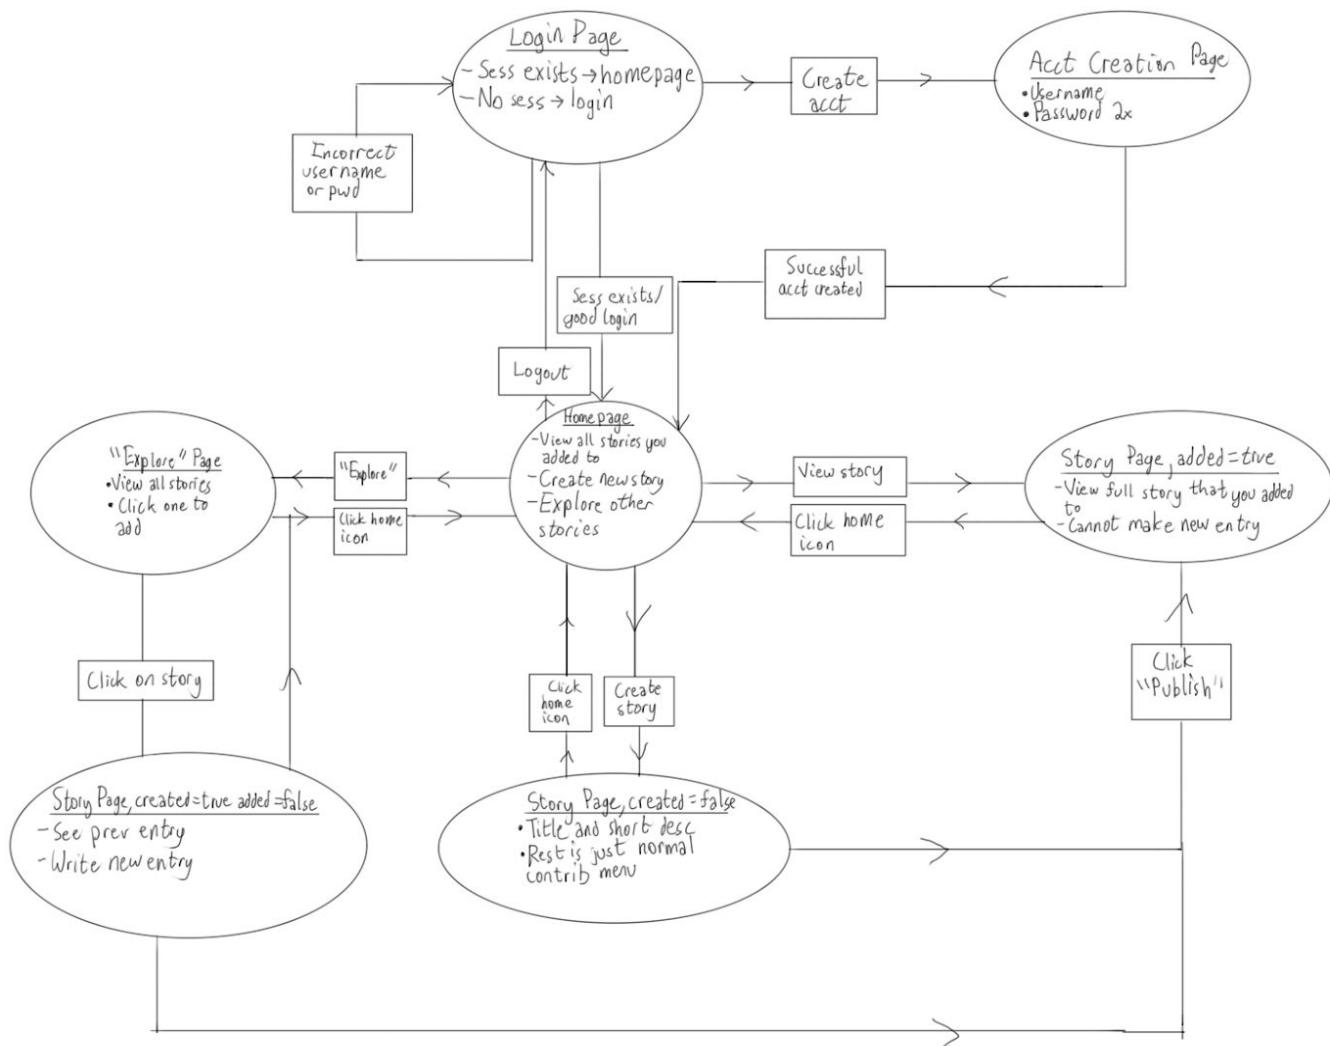 Login Page
- Sess exists → homepage
- No sess → login
Create
acct
Acct Creation Page
• Username
• Password 2x
Incorrect
username
or pwd
Successful
acct created
Sess exists/
good login
Logout
Homepage
- View all stories you
added to
- Create new story
- Explore other
stories
"Explore" Page
• View all stories
• Click one to
add
"Explore"
Click home
icon
View story
Click home
icon
Story Page, added=true
- View full story that you added
to
- Cannot make new entry
Click on story
Click
home
icon
Create
story
Click
"Publish"
Story Page, created=true added=false
- See prev entry
- Write new entry
Story Page, created=false
• Title and short desc
• Rest is just normal
contrib menu